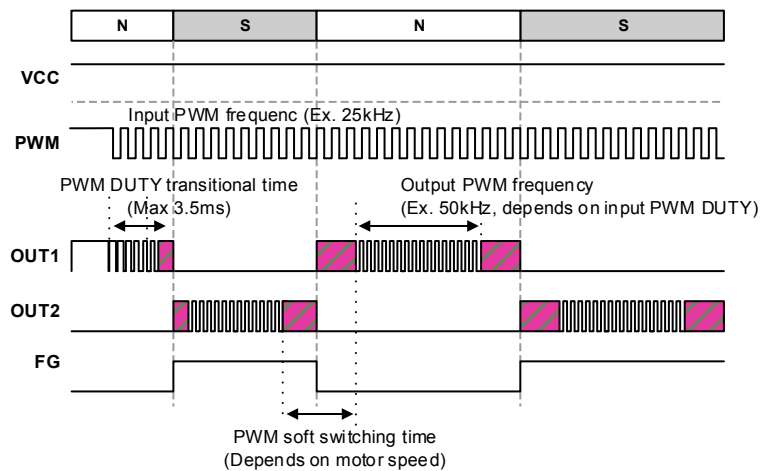 N S N S
VCC
Input PWM frequenc (Ex. 25kHz)
PWM
PWM DUTY transitional time
(Max 3.5ms)
Output PWM frequency
(Ex. 50kHz, depends on input PWM DUTY)
OUT1
OUT2
FG
PWM soft switching time
(Depends on motor speed)